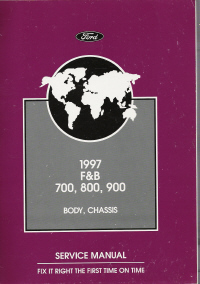 Ford
1997
F&B
700, 800, 900
BODY, CHASSIS
SERVICE MANUAL
FIX IT RIGHT THE FIRST TIME ON TIME